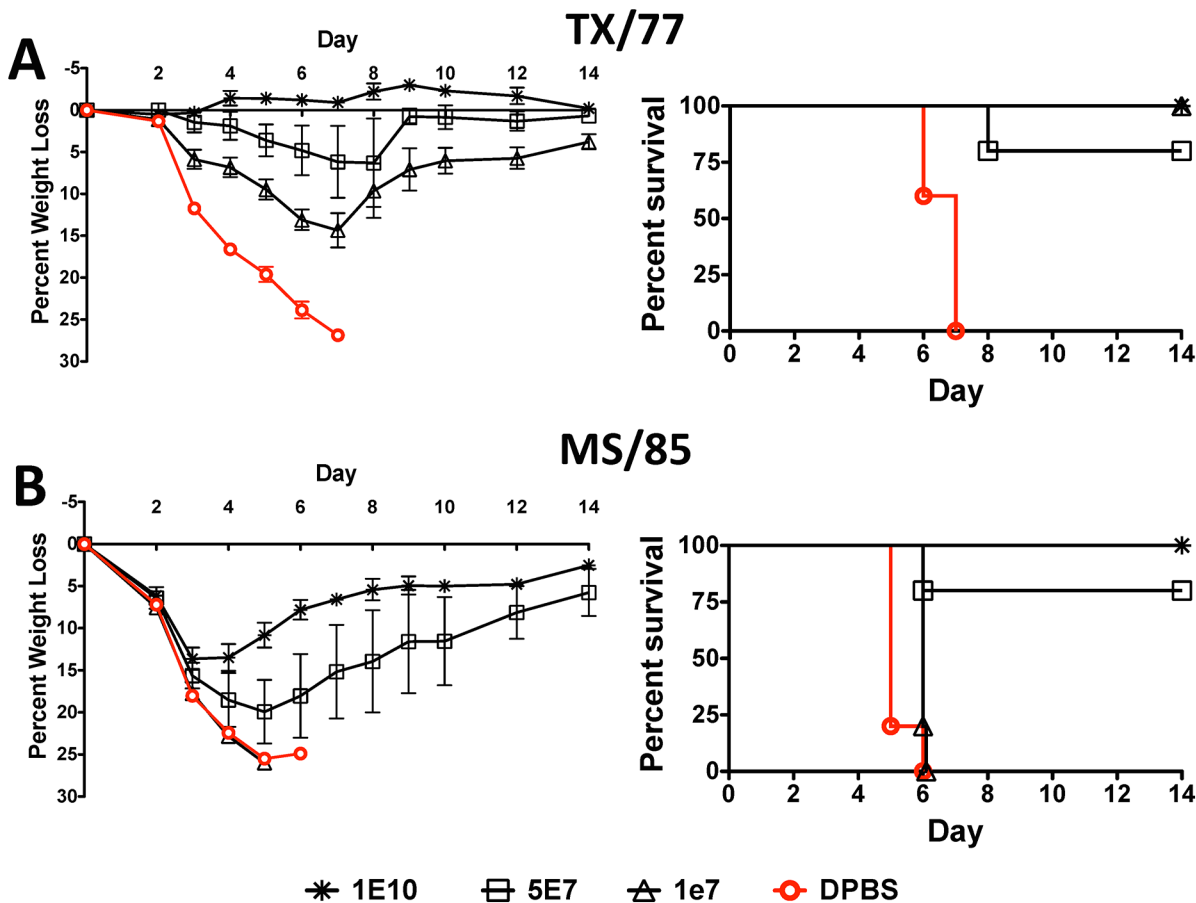 TX/77
A
Day
2 4 6 8 10 12 14
-5
0
5
10
15
20
25
30
Percent Weight Loss
100
75
50
25
0
Percent survival
0 2 4 6 8 10 12 14
Day
MS/85
B
Day
2 4 6 8 10 12 14
-5
0
5
10
15
20
25
30
Percent Weight Loss
100
75
50
25
0
Percent survival
0 2 4 6 8 10 12 14
Day
1E10 5E7 1e7 DPBS